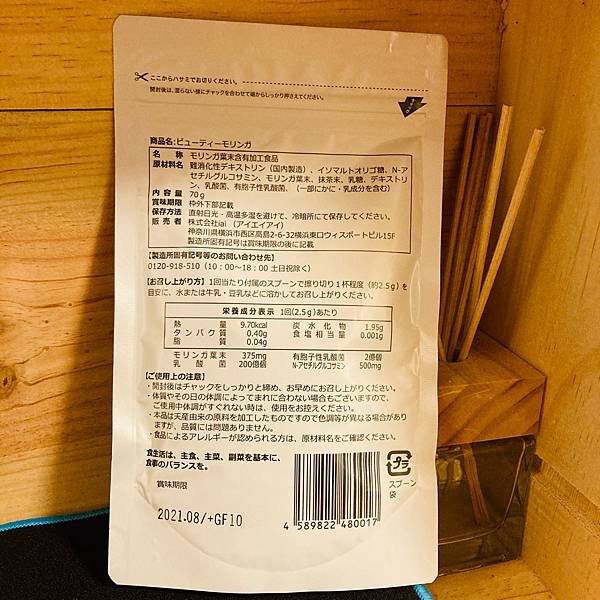 ここからハサミでお切りください。
開封後は、湿らない様にチャックを合わせて端からしっかり押さえてください。
商品名:ビューティーモリンガ
名 称 モリンガ葉末含有加工食品
原材料名 難消化性デキストリン（国内製造）、イソマルトオリゴ糖、N-ア
セチルグルコサミン、モリンガ葉末、抹茶末、乳糖、デキストリ
ン、乳酸菌、有胞子性乳酸菌、（一部にかに・乳成分を含む）
内 容 量 70g
賞味期限 枠外下部記載
保存方法 直射日光・高温多湿を避けて、冷暗所にて保存してください。
販 売 者 株式会社iai （アイエイアイ）
神奈川県横浜市西区高島2-6-32横浜東口ウィスポートビル15F
製造所固有記号は賞味期限の後に記載
【製造所固有記号等のお問い合わせ先】
0120-918-510（10：00～18：00 土日祝除く）
【お召し上がり方】1回当たり付属のスプーンで擦り切り1杯程度（約2.5g）を
目安に、水または牛乳・豆乳などに溶かしてお召し上がりください。
栄養成分表示 1回(2.5g)あたり
熱 量 9.70kcal 炭水化物 1.95g
タンパク質 0.40g 食塩相当量 0.001g
脂 質 0.04g
モリンガ葉末 375mg 有胞子性乳酸菌 2億個
乳 酸 菌 200億個 N-アセチルグルコサミン 500mg
【ご使用上の注意】
・開封後はチャックをしっかりと締め、お早めにお召し上がりください。
・体質やその日の体調によってまれに合わない場合もございますので、
ご使用中体調がすぐれない時は、使用をお控えください。
・本品は天産由来の原料を加工したものですので色調等が異なる場合があり
ますが、品質には問題ありません。
・食品によるアレルギーが認められる方は、原材料名をご確認ください。
食生活は、主食、主菜、副菜を基本に、
食事のバランスを。
賞味期限
2021.08/+GF10
4 589822 480017
プラ
スプーン
袋